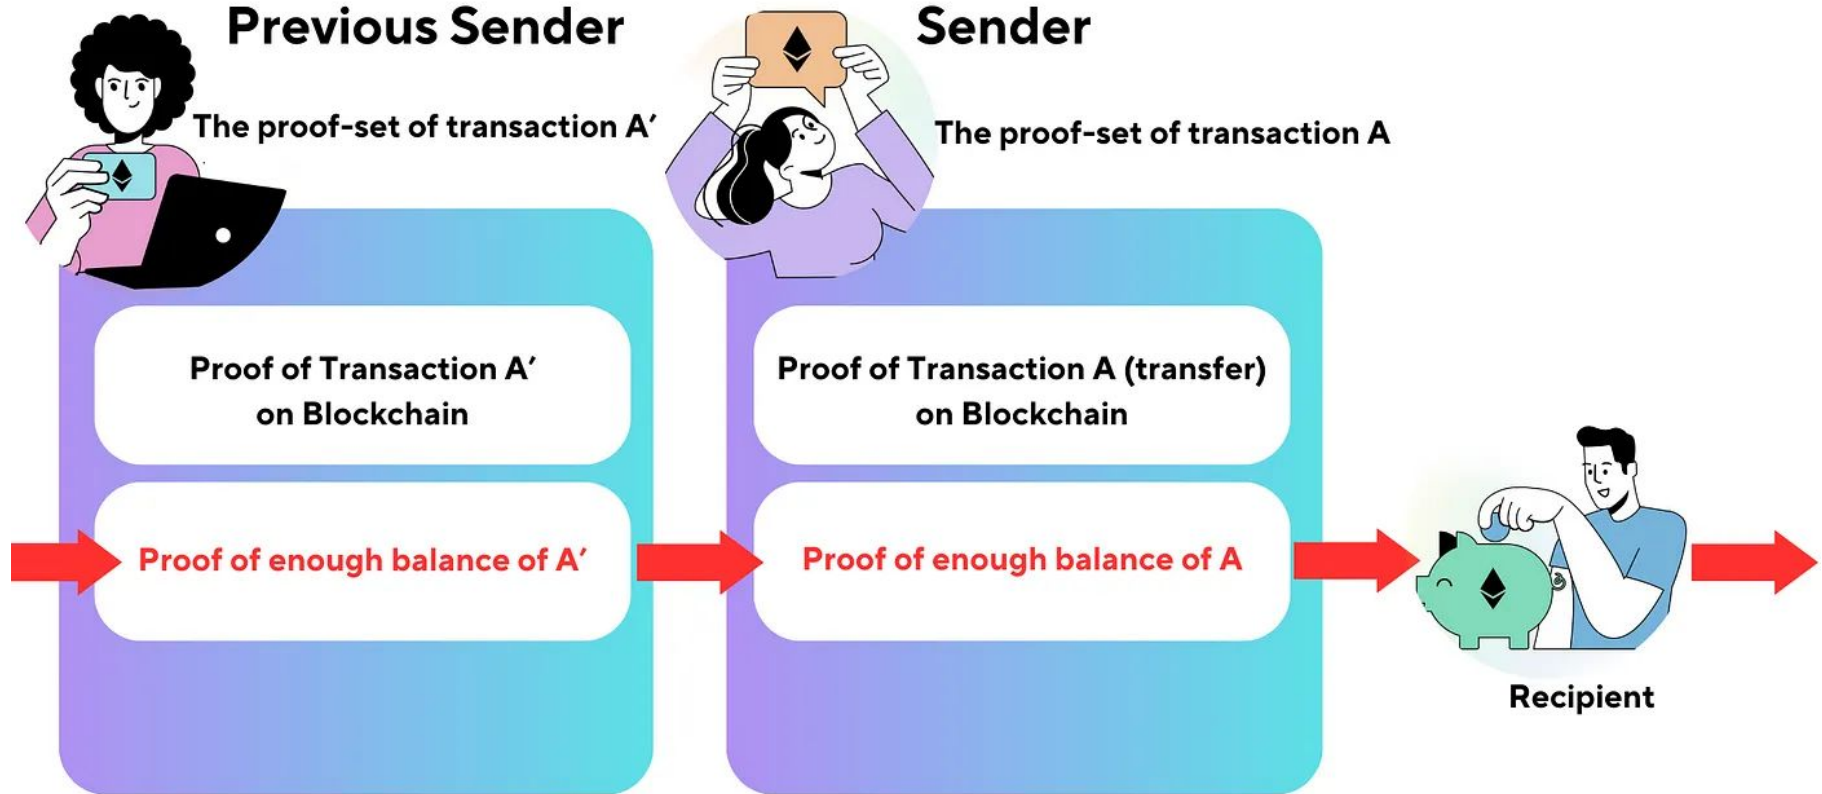 Previous Sender
The proof-set of transaction A′
Proof of Transaction A′
on Blockchain
Proof of enough balance of A′
Sender
The proof-set of transaction A
Proof of Transaction A (transfer)
on Blockchain
Proof of enough balance of A
Recipient